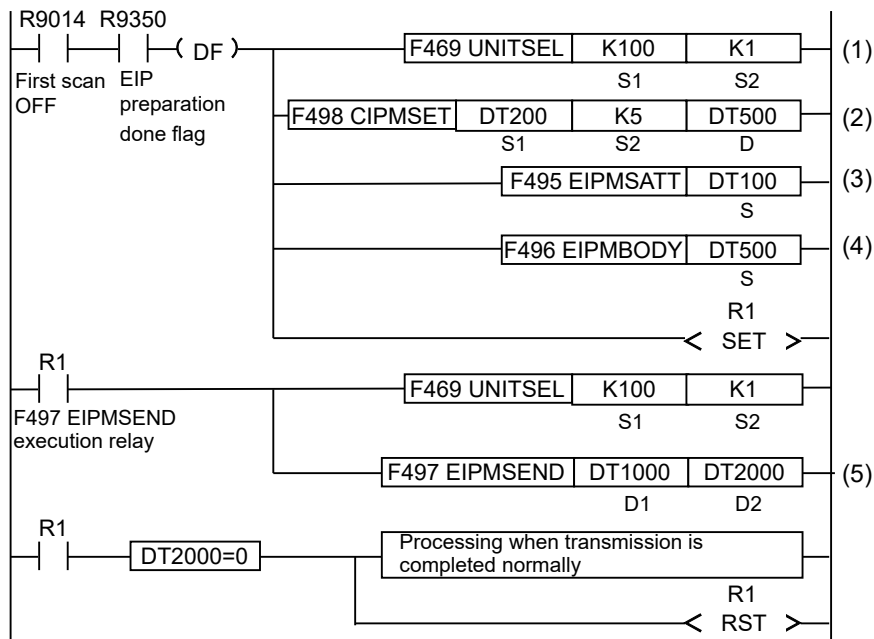 R9014 R9350
DF
F469 UNITSEL K100 K1 (1)
First scan OFF
EIP preparation done flag
S1 S2
F498 CIPMSET DT200 K5 DT500 (2)
S1 S2 D
F495 EIPMSATT DT100 (3)
S
F496 EIPMBODY DT500 (4)
S
R1
SET
R1
F469 UNITSEL K100 K1
F497 EIPMSEND
execution relay
S1 S2
F497 EIPMSEND DT1000 DT2000 (5)
D1 D2
R1
DT2000=0
Processing when transmission is
completed normally
R1
RST